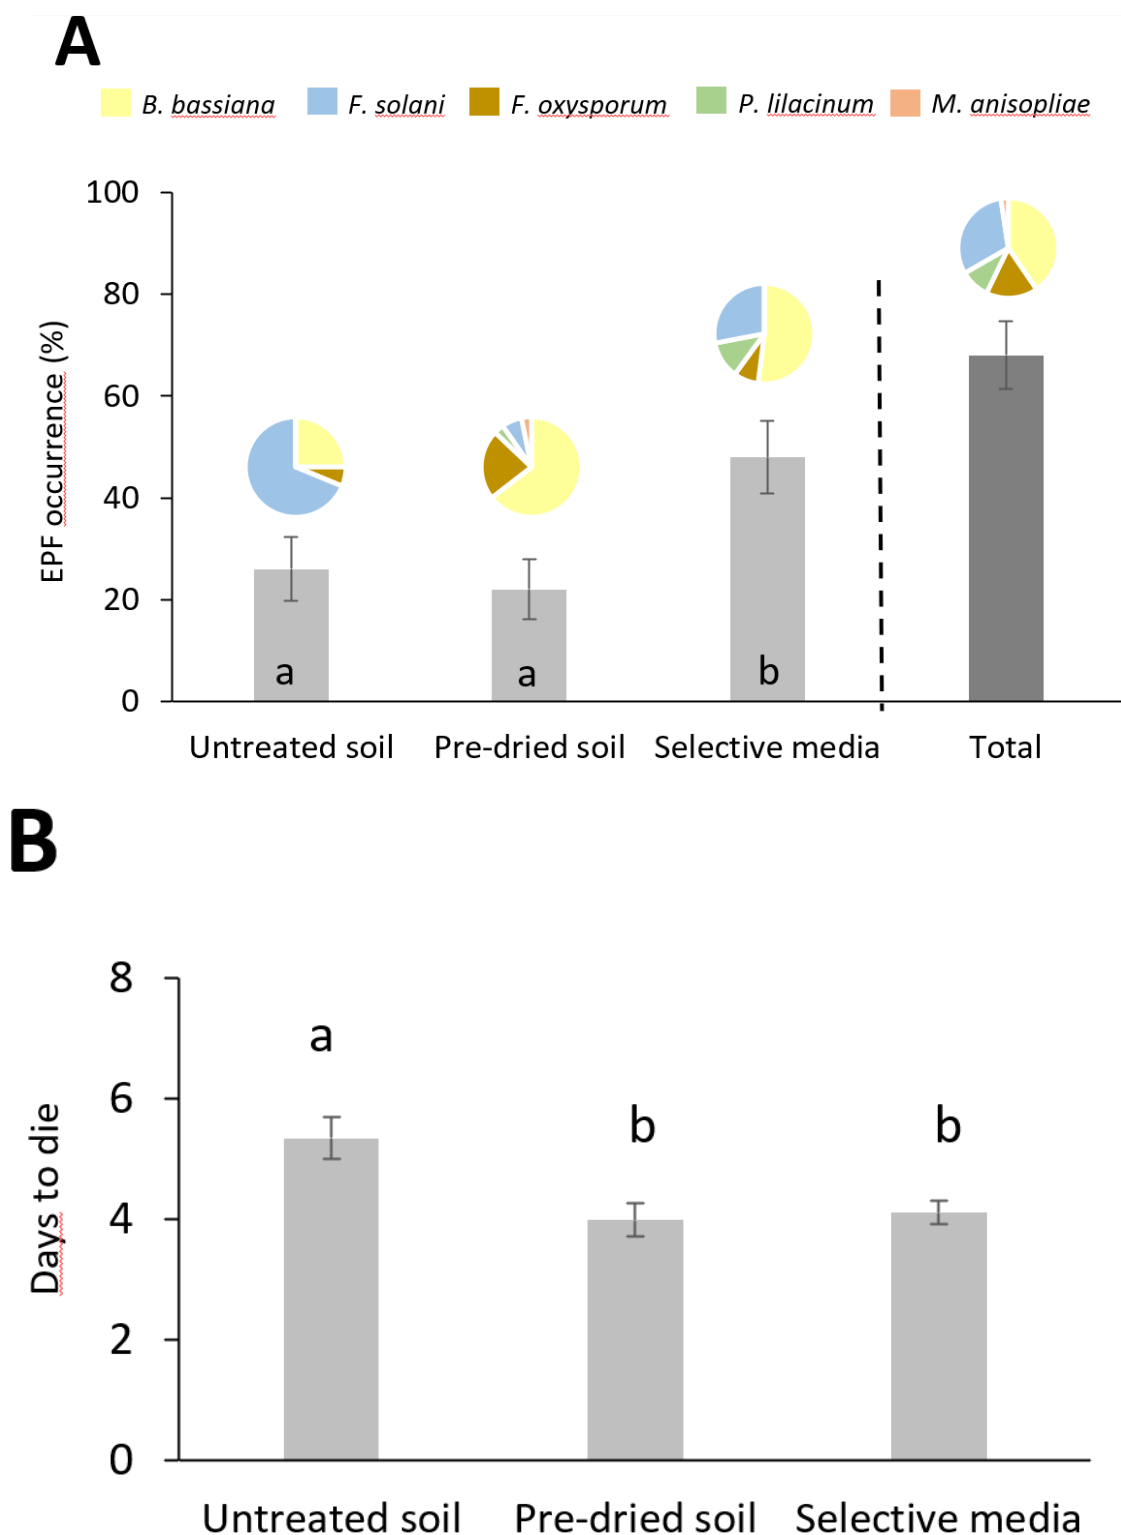 A
B. bassiana F. solani F. oxysporum P. lilacinum M. anisopliae
100
80
60
40
20
0
EPF occurrence (%)
a a b
Untreated soil Pre-dried soil Selective media Total
B
8
6
4
2
0
Days to die
a
b b
Untreated soil Pre-dried soil Selective media